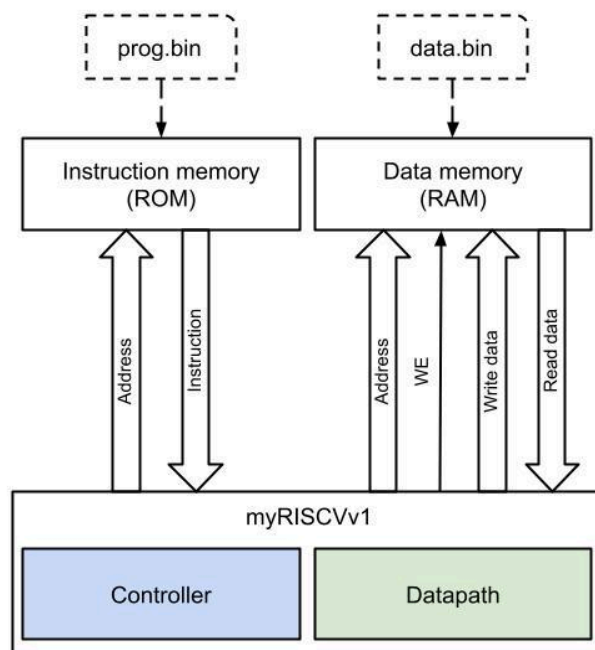 prog.bin
data.bin
Instruction memory
(ROM)
Data memory
(RAM)
Address
Instruction
Address
WE
Write data
Read data
myRISCVv1
Controller
Datapath